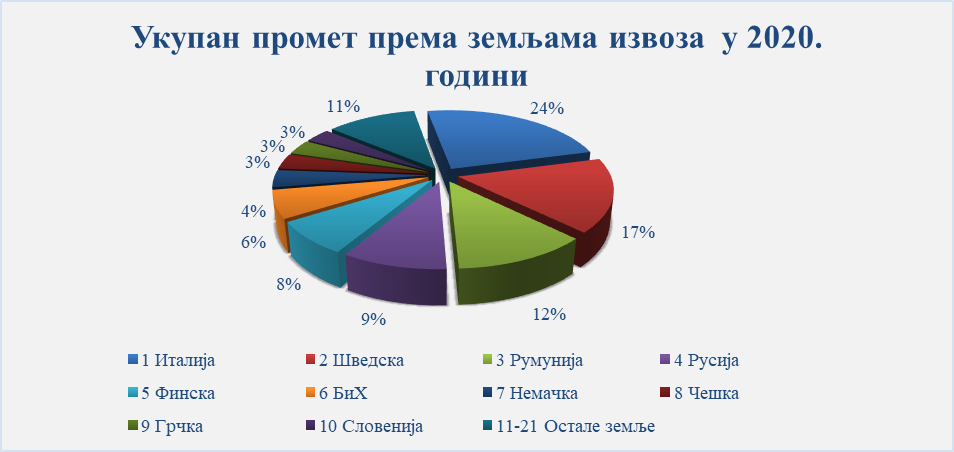 Укупан промет према земљама извоза у 2020.
години
24%
17%
12%
9%
8%
6%
4%
3%
3%
3%
11%
1 Италија 2 Шведска 3 Румунија 4 Русија
5 Финска 6 БиХ 7 Немачка 8 Чешка
9 Грчка 10 Словенија 11-21 Остале земље